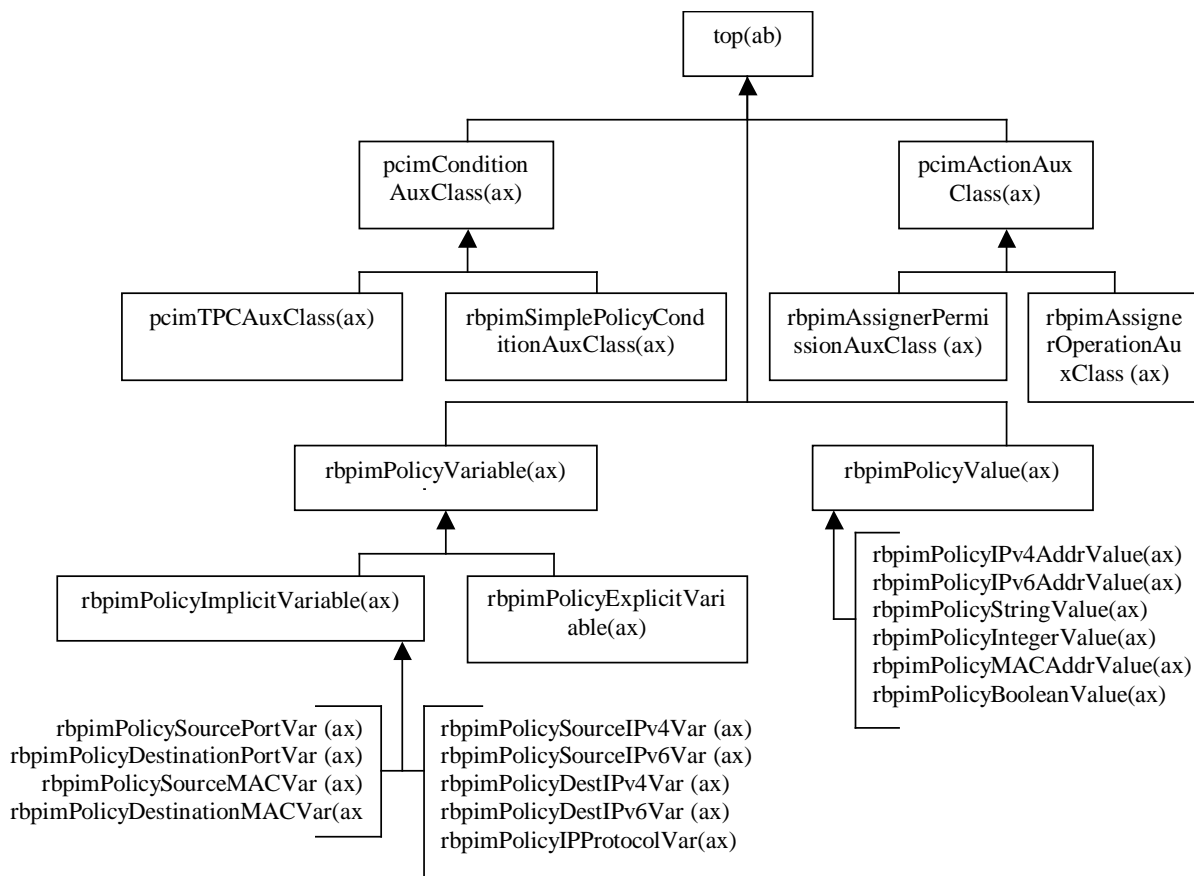 top(ab)
pcimCondition
AuxClass(ax)
pcimActionAux
Class(ax)
pcimTPCAuxClass(ax)
rbpimSimplePolicyCond
itionAuxClass(ax)
rbpimAssignerPermi
ssionAuxClass (ax)
rbpimAssigne
rOperationAu
xClass (ax)
rbpimPolicyVariable(ax)
rbpimPolicyValue(ax)
rbpimPolicyImplicitVariable(ax)
rbpimPolicyExplicitVari
able(ax)
rbpimPolicyIPv4AddrValue(ax)
rbpimPolicyIPv6AddrValue(ax)
rbpimPolicyStringValue(ax)
rbpimPolicyIntegerValue(ax)
rbpimPolicyMACAddrValue(ax)
rbpimPolicyBooleanValue(ax)
rbpimPolicySourcePortVar (ax)
rbpimPolicyDestinationPortVar (ax)
rbpimPolicySourceMACVar (ax)
rbpimPolicyDestinationMACVar(ax
rbpimPolicySourceIPv4Var (ax)
rbpimPolicySourceIPv6Var (ax)
rbpimPolicyDestIPv4Var (ax)
rbpimPolicyDestIPv6Var (ax)
rbpimPolicyIPProtocolVar(ax)